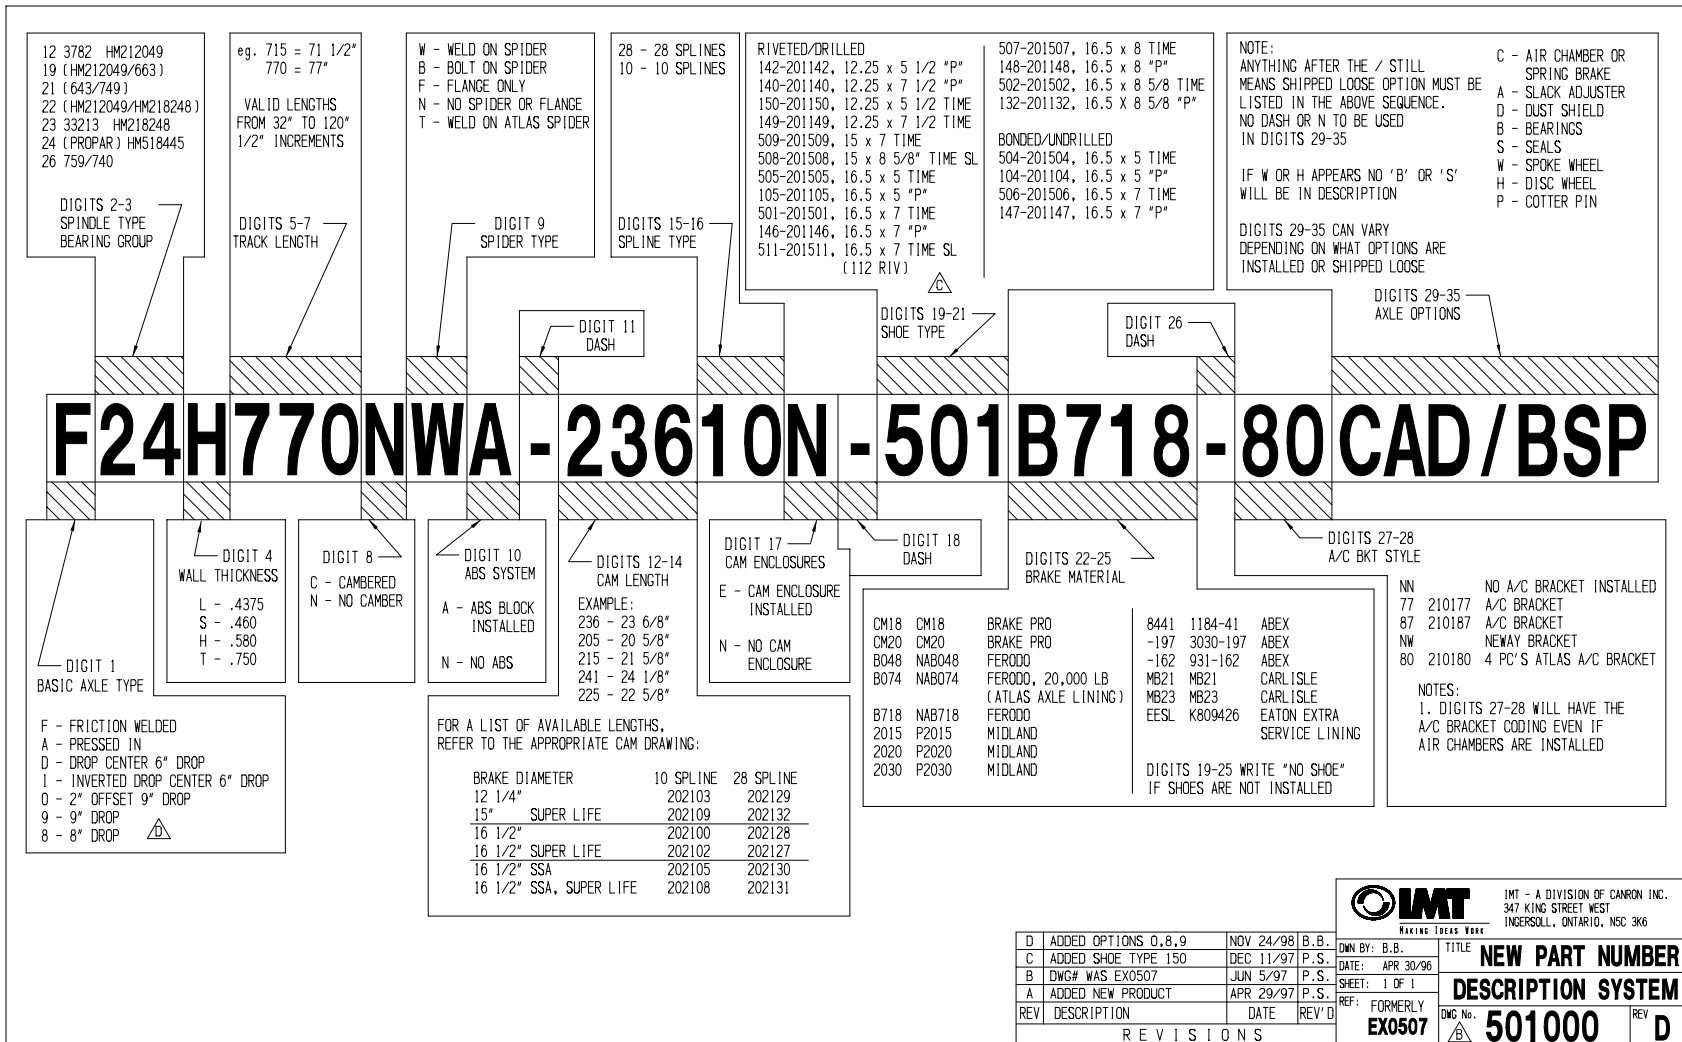 12 3782 HM212049
19 (HM212049/663)
21 (643/749)
22 (HM212049/HM218248)
23 33213 HM218248
24 (PROPAR) HM518445
26 759/740
DIGITS 2-3
SPINDLE TYPE
BEARING GROUP
eg. 715 = 71 1/2"
770 = 77"
VALID LENGTHS
FROM 32" TO 120"
1/2" INCREMENTS
DIGITS 5-7
TRACK LENGTH
W - WELD ON SPIDER
B - BOLT ON SPIDER
F - FLANGE ONLY
N - NO SPIDER OR FLANGE
T - WELD ON ATLAS SPIDER
DIGIT 9
SPIDER TYPE
28 - 28 SPLINES
10 - 10 SPLINES
DIGITS 15-16
SPLINE TYPE
RIVETED/DRILLED
142-201142, 12.25 x 5 1/2 "P"
140-201140, 12.25 x 7 1/2 "P"
150-201150, 12.25 x 5 1/2 TIME
149-201149, 12.25 x 7 1/2 TIME
509-201509, 15 x 7 TIME
508-201508, 15 x 8 5/8" TIME SL
505-201505, 16.5 x 5 TIME
105-201105, 16.5 x 5 "P"
501-201501, 16.5 x 7 TIME
146-201146, 16.5 x 7 "P"
511-201511, 16.5 x 7 TIME SL
(112 RIV)
C
507-201507, 16.5 x 8 TIME
148-201148, 16.5 x 8 "P"
502-201502, 16.5 x 8 5/8 TIME
132-201132, 16.5 X 8 5/8 "P"
BONDED/UNDRILLED
504-201504, 16.5 x 5 TIME
104-201104, 16.5 x 5 "P"
506-201506, 16.5 x 7 TIME
147-201147, 16.5 x 7 "P"
NOTE:
ANYTHING AFTER THE / STILL
MEANS SHIPPED LOOSE OPTION MUST BE
LISTED IN THE ABOVE SEQUENCE.
NO DASH OR N TO BE USED
IN DIGITS 29-35
IF W OR H APPEARS NO 'B' OR 'S'
WILL BE IN DESCRIPTION
DIGITS 29-35 CAN VARY
DEPENDING ON WHAT OPTIONS ARE
INSTALLED OR SHIPPED LOOSE
C - AIR CHAMBER OR
SPRING BRAKE
A - SLACK ADJUSTER
D - DUST SHIELD
B - BEARINGS
S - SEALS
W - SPOKE WHEEL
H - DISC WHEEL
P - COTTER PIN
DIGITS 29-35
AXLE OPTIONS
DIGIT 11
DASH
DIGITS 19-21
SHOE TYPE
DIGIT 26
DASH
F24H770NWA-23610N-501B718-80CAD/BSP
DIGIT 1
BASIC AXLE TYPE
F - FRICTION WELDED
A - PRESSED IN
D - DROP CENTER 6" DROP
I - INVERTED DROP CENTER 6" DROP
O - 2" OFFSET 9" DROP
9 - 9" DROP
8 - 8" DROP
D
DIGIT 4
WALL THICKNESS
L - .4375
S - .460
H - .580
T - .750
DIGIT 8
C - CAMBERED
N - NO CAMBER
DIGIT 10
ABS SYSTEM
A - ABS BLOCK
INSTALLED
N - NO ABS
DIGITS 12-14
CAM LENGTH
EXAMPLE:
236 - 23 6/8"
205 - 20 5/8"
215 - 21 5/8"
241 - 24 1/8"
225 - 22 5/8"
FOR A LIST OF AVAILABLE LENGTHS,
REFER TO THE APPROPRIATE CAM DRAWING:
BRAKE DIAMETER 10 SPLINE 28 SPLINE
12 1/4" 202103 202129
15" SUPER LIFE 202109 202132
16 1/2" 202100 202128
16 1/2" SUPER LIFE 202102 202127
16 1/2" SSA 202105 202130
16 1/2" SSA, SUPER LIFE 202108 202131
DIGIT 17
CAM ENCLOSURES
E - CAM ENCLOSURE
INSTALLED
N - NO CAM
ENCLOSURE
DIGIT 18
DASH
DIGITS 22-25
BRAKE MATERIAL
CM18 CM18 BRAKE PRO
CM20 CM20 BRAKE PRO
B048 NAB048 FERODO
B074 NAB074 FERODO, 20,000 LB
(ATLAS AXLE LINING)
B718 NAB718 FERODO
2015 P2015 MIDLAND
2020 P2020 MIDLAND
2030 P2030 MIDLAND
8441 1184-41 ABEX
-197 3030-197 ABEX
-162 931-162 ABEX
MB21 MB21 CARLISLE
MB23 MB23 CARLISLE
EESL K809426 EATON EXTRA
SERVICE LINING
DIGITS 19-25 WRITE "NO SHOE"
IF SHOES ARE NOT INSTALLED
DIGITS 27-28
A/C BKT STYLE
NN NO A/C BRACKET INSTALLED
77 210177 A/C BRACKET
87 210187 A/C BRACKET
NW NEWAY BRACKET
80 210180 4 PC'S ATLAS A/C BRACKET
NOTES:
1. DIGITS 27-28 WILL HAVE THE
A/C BRACKET CODING EVEN IF
AIR CHAMBERS ARE INSTALLED
D ADDED OPTIONS 0,8,9 NOV 24/98 B.B.
C ADDED SHOE TYPE 150 DEC 11/97 P.S.
B DWG# WAS EX0507 JUN 5/97 P.S.
A ADDED NEW PRODUCT APR 29/97 P.S.
REV DESCRIPTION DATE REV'D
REVISIONS
IMT
MAKING IDEAS WORK
IMT - A DIVISION OF CANRON INC.
347 KING STREET WEST
INGERSOLL, ONTARIO, N5C 3K6
DWN BY: B.B.
DATE: APR 30/96
SHEET: 1 OF 1
REF: FORMERLY
EX0507
TITLE NEW PART NUMBER
DESCRIPTION SYSTEM
DWG No. B 501000 REV D